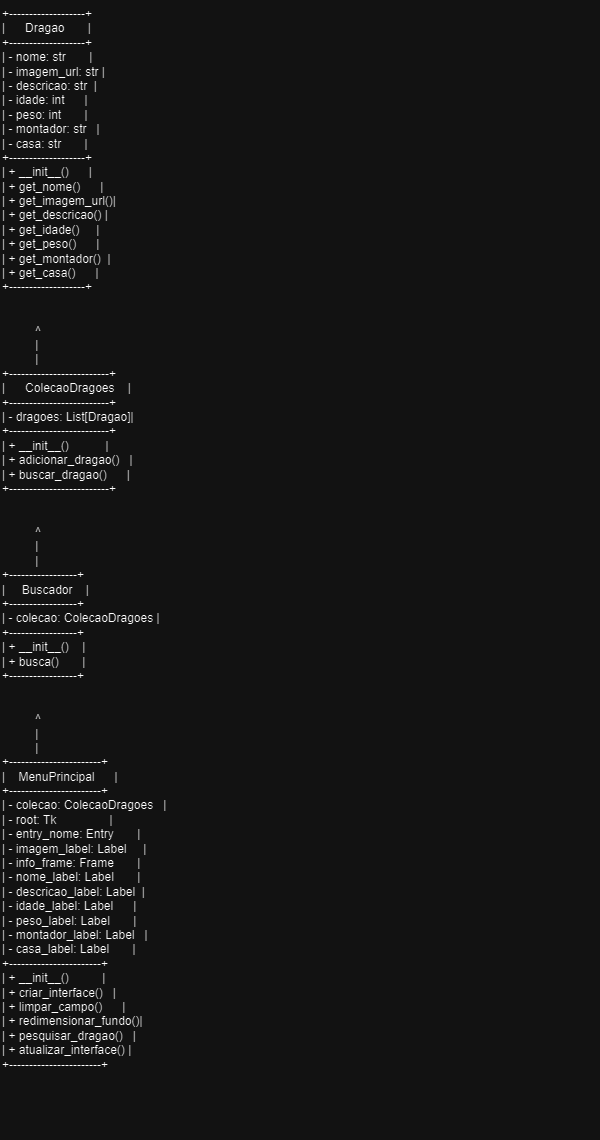 +-------------------+
|      Dragao       |
+-------------------+
| - nome: str       |
| - imagem_url: str |
| - descricao: str  |
| - idade: int      |
| - peso: int       |
| - montador: str   |
| - casa: str       |
+-------------------+
| + __init__()      |
| + get_nome()      |
| + get_imagem_url()|
| + get_descricao() |
| + get_idade()     |
| + get_peso()      |
| + get_montador()  |
| + get_casa()      |
+-------------------+
^
|
|
+-------------------------+
|      ColecaoDragoes    |
+-------------------------+
| - dragoes: List[Dragao]|
+-------------------------+
| + __init__()           |
| + adicionar_dragao()   |
| + buscar_dragao()      |
+-------------------------+
^
|
|
+-----------------+
|     Buscador    |
+-----------------+
| - colecao: ColecaoDragoes |
+-----------------+
| + __init__()    |
| + busca()       |
+-----------------+
^
|
|
+-----------------------+
|    MenuPrincipal      |
+-----------------------+
| - colecao: ColecaoDragoes   |
| - root: Tk                |
| - entry_nome: Entry       |
| - imagem_label: Label     |
| - info_frame: Frame       |
| - nome_label: Label       |
| - descricao_label: Label  |
| - idade_label: Label      |
| - peso_label: Label       |
| - montador_label: Label   |
| - casa_label: Label       |
+-----------------------+
| + __init__()          |
| + criar_interface()   |
| + limpar_campo()      |
| + redimensionar_fundo()|
| + pesquisar_dragao()   |
| + atualizar_interface() |
+-----------------------+